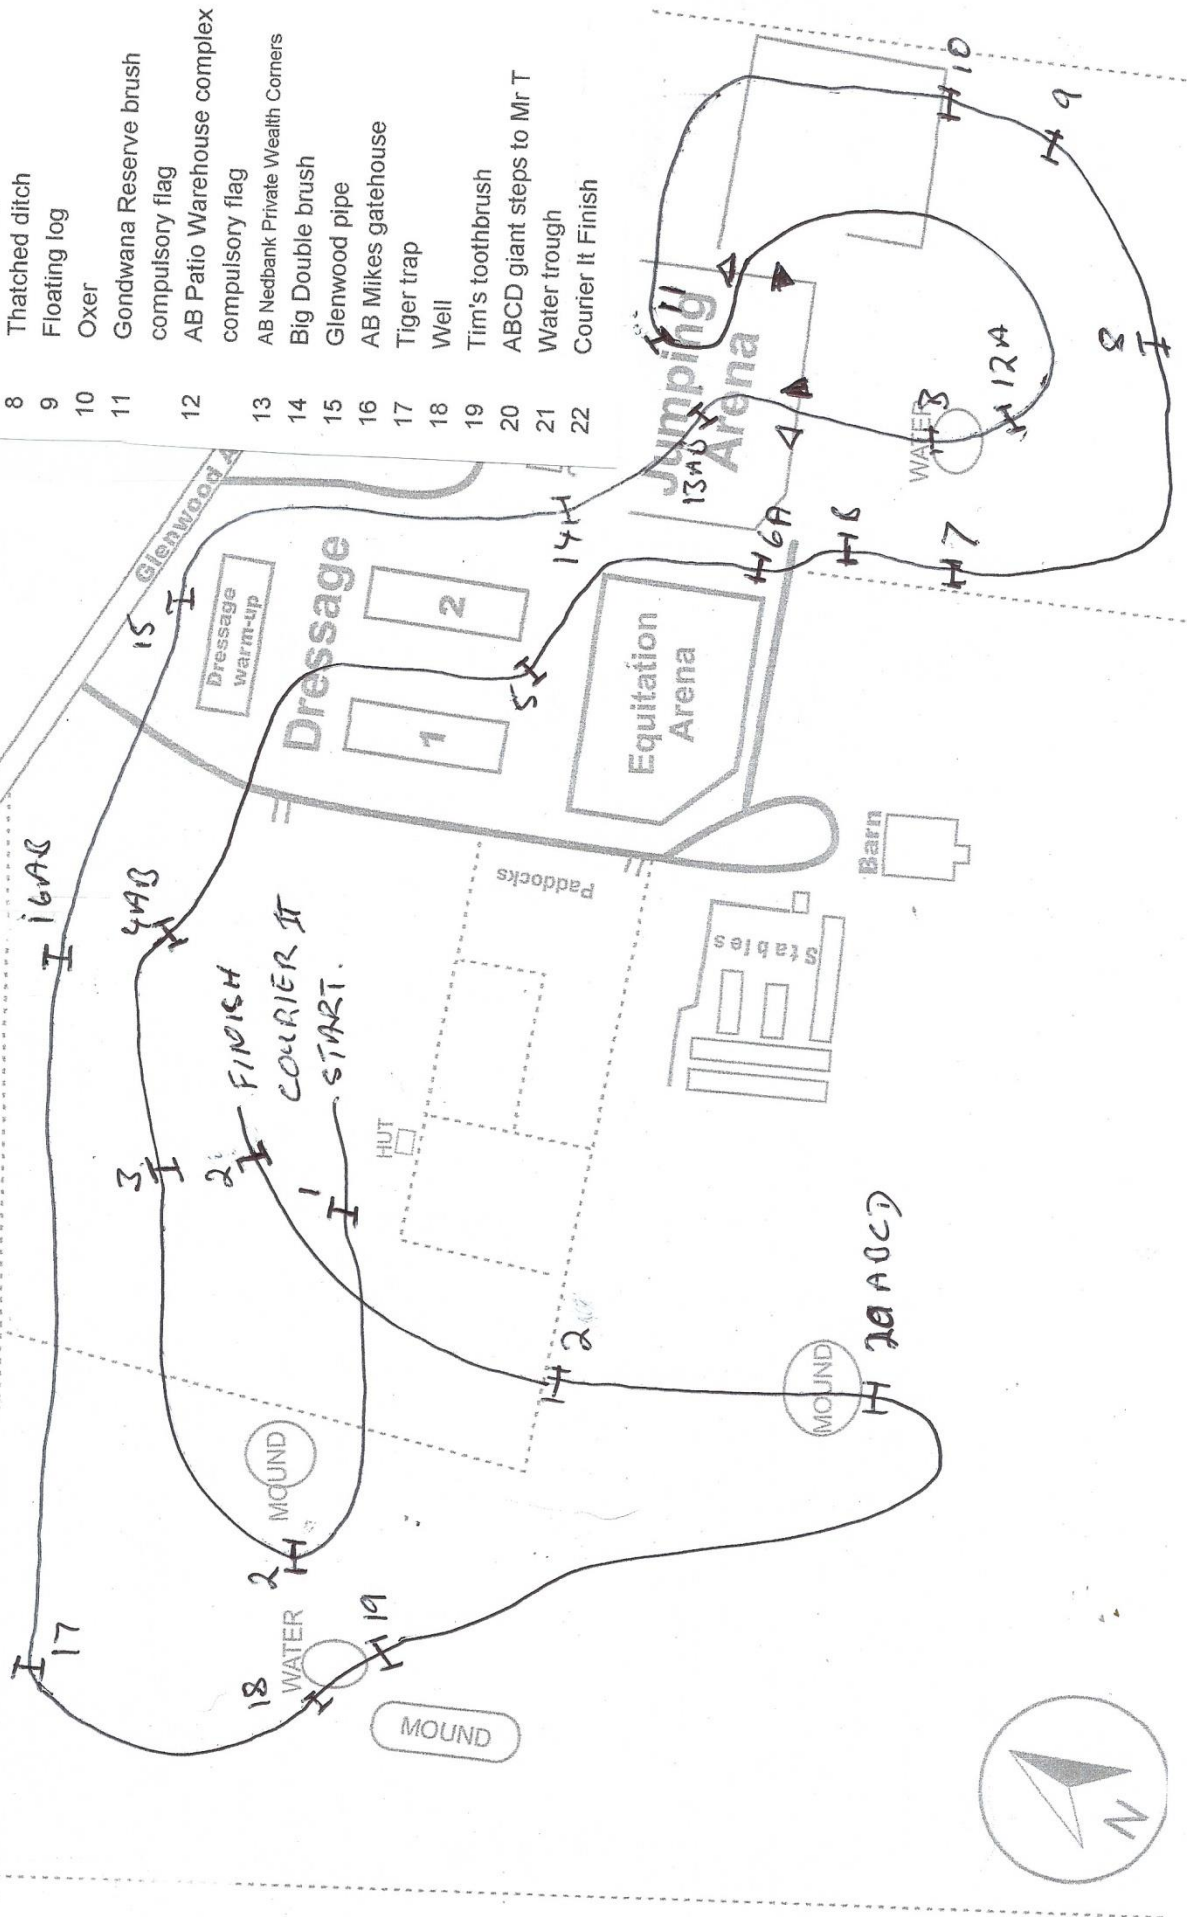 8 Thatched ditch
9 Floating log
10 Oxer
11 Gondwana Reserve brush
compulsory flag
12 AB Patio Warehouse complex
compulsory flag
13 AB Nedbank Private Wealth Corners
14 Big Double brush
15 Glenwood pipe
16 AB Mikes gatehouse
17 Tiger trap
18 Well
19 Tim's toothbrush
20 ABCD giant steps to Mr T
21 Water trough
22 Courier It Finish
Glenwood
15
Dressage
warm-up
Dressage
1
2
5
14
Equitation
Arena
Jumping
Arena
11
13
6A
B
7
WATER
B
12A
8
9
10
16AB
4AB
3
FINISH
COURIER IT
START.
2
1
HUT
Paddocks
Stables
Barn
17
18
WATER
19
2
MOUND
MOUND
2
MOUND
20 ABCD
N